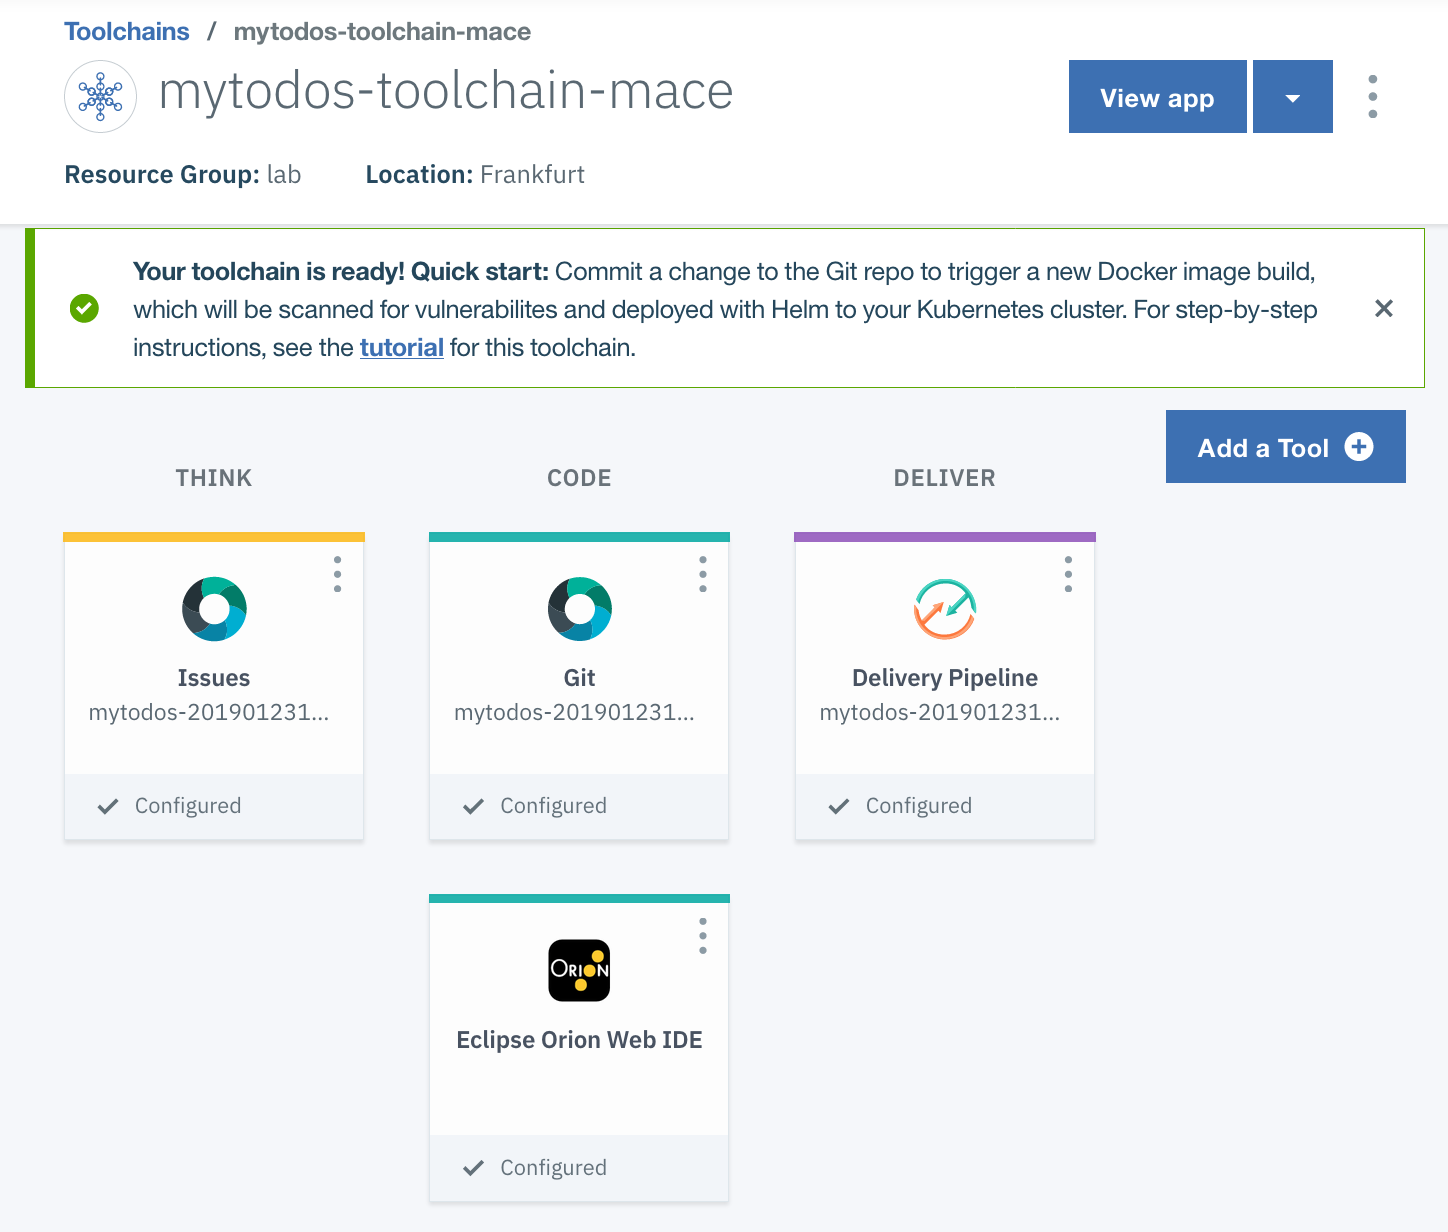 Toolchains / mytodos-toolchain-mace
mytodos-toolchain-mace
View app
Resource Group: lab Location: Frankfurt
Your toolchain is ready! Quick start: Commit a change to the Git repo to trigger a new Docker image build,
which will be scanned for vulnerabilites and deployed with Helm to your Kubernetes cluster. For step-by-step
instructions, see the tutorial for this toolchain.
Add a Tool
THINK CODE DELIVER
Issues Git Delivery Pipeline
mytodos-201901231... mytodos-201901231... mytodos-201901231...
Configured Configured Configured
ORION
Eclipse Orion Web IDE
Configured